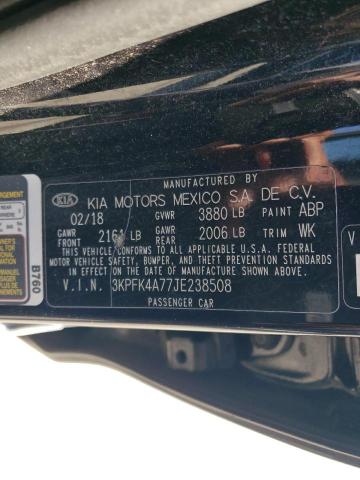 MANUFACTURED BY
KIA KIA MOTORS MEXICO S.A. DE C.V.
02/18 GVWR 3880 LB PAINT ABP
GAWR FRONT 2161 LB GAWR REAR 2006 LB TRIM WK
THIS VEHICLE CONFORMS TO ALL APPLICABLE U.S.A. FEDERAL
MOTOR VEHICLE SAFETY, BUMPER, AND THEFT PREVENTION STANDARDS
IN EFFECT ON THE DATE OF MANUFACTURE SHOWN ABOVE.
V.I.N. 3KPFK4A77JE238508
PASSENGER CAR
B760